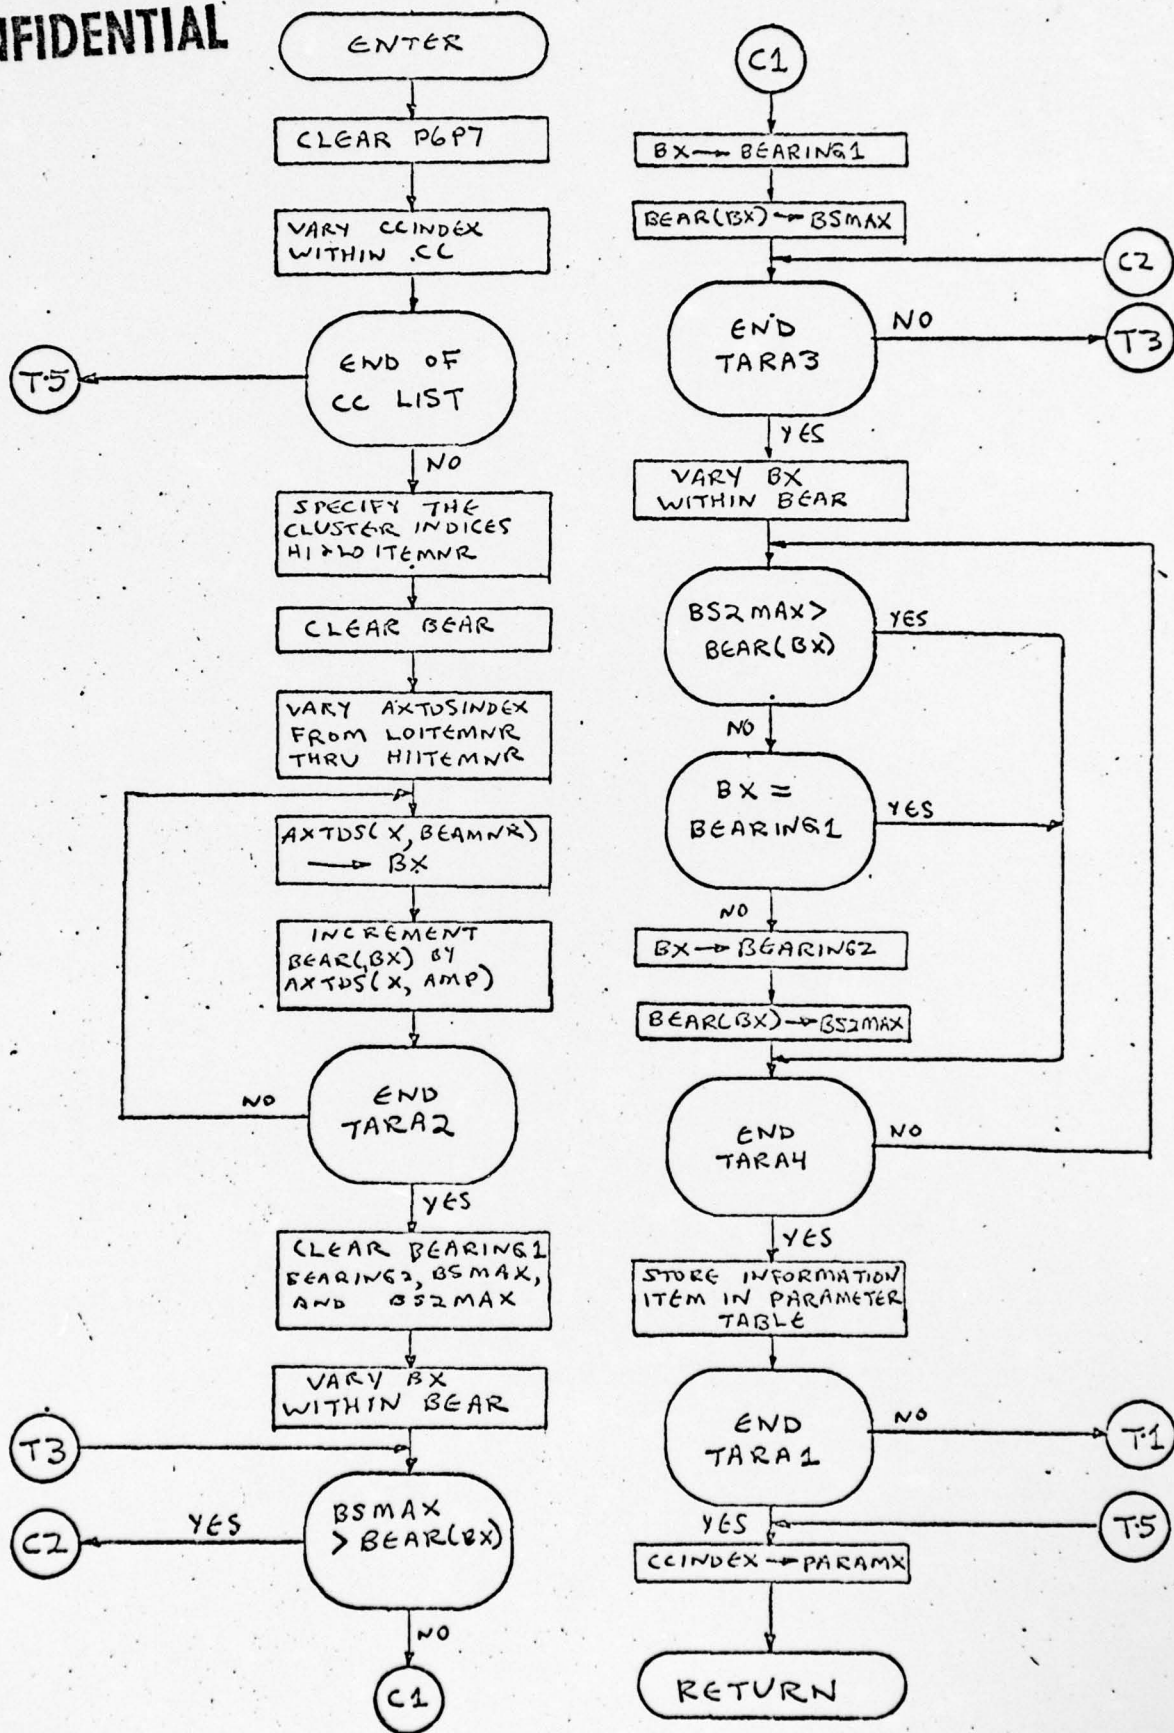 NFIDENTIAL
ENTER
CLEAR P6P7
VARY CCINDEX
WITHIN .CC
END OF
CC LIST
T.5
NO
SPECIFY THE
CLUSTER INDICES
HI&LO ITEMNR
CLEAR BEAR
VARY AXTDSINDEX
FROM LOITEMNR
THRU HIITEMNR
AXTDS(X, BEAMNR)
→ BX
INCREMENT
BEAR(BX) BY
AXTDS(X, AMP)
END
TARA2
NO
YES
CLEAR BEARING1
BEARING2, BSMAX,
AND BS2MAX
VARY BX
WITHIN BEAR
T3
BSMAX
> BEAR(BX)
YES
C2
NO
C1
C1
BX → BEARING1
BEAR(BX) → BSMAX
C2
END
TARA3
NO
T3
YES
VARY BX
WITHIN BEAR
BS2MAX >
BEAR(BX)
YES
NO
BX =
BEARING1
YES
NO
BX → BEARING2
BEAR(BX) → BS2MAX
END
TARA4
NO
YES
STORE INFORMATION
ITEM IN PARAMETER
TABLE
END
TARA1
NO
T.1
YES
T.5
CCINDEX → PARAMX
RETURN